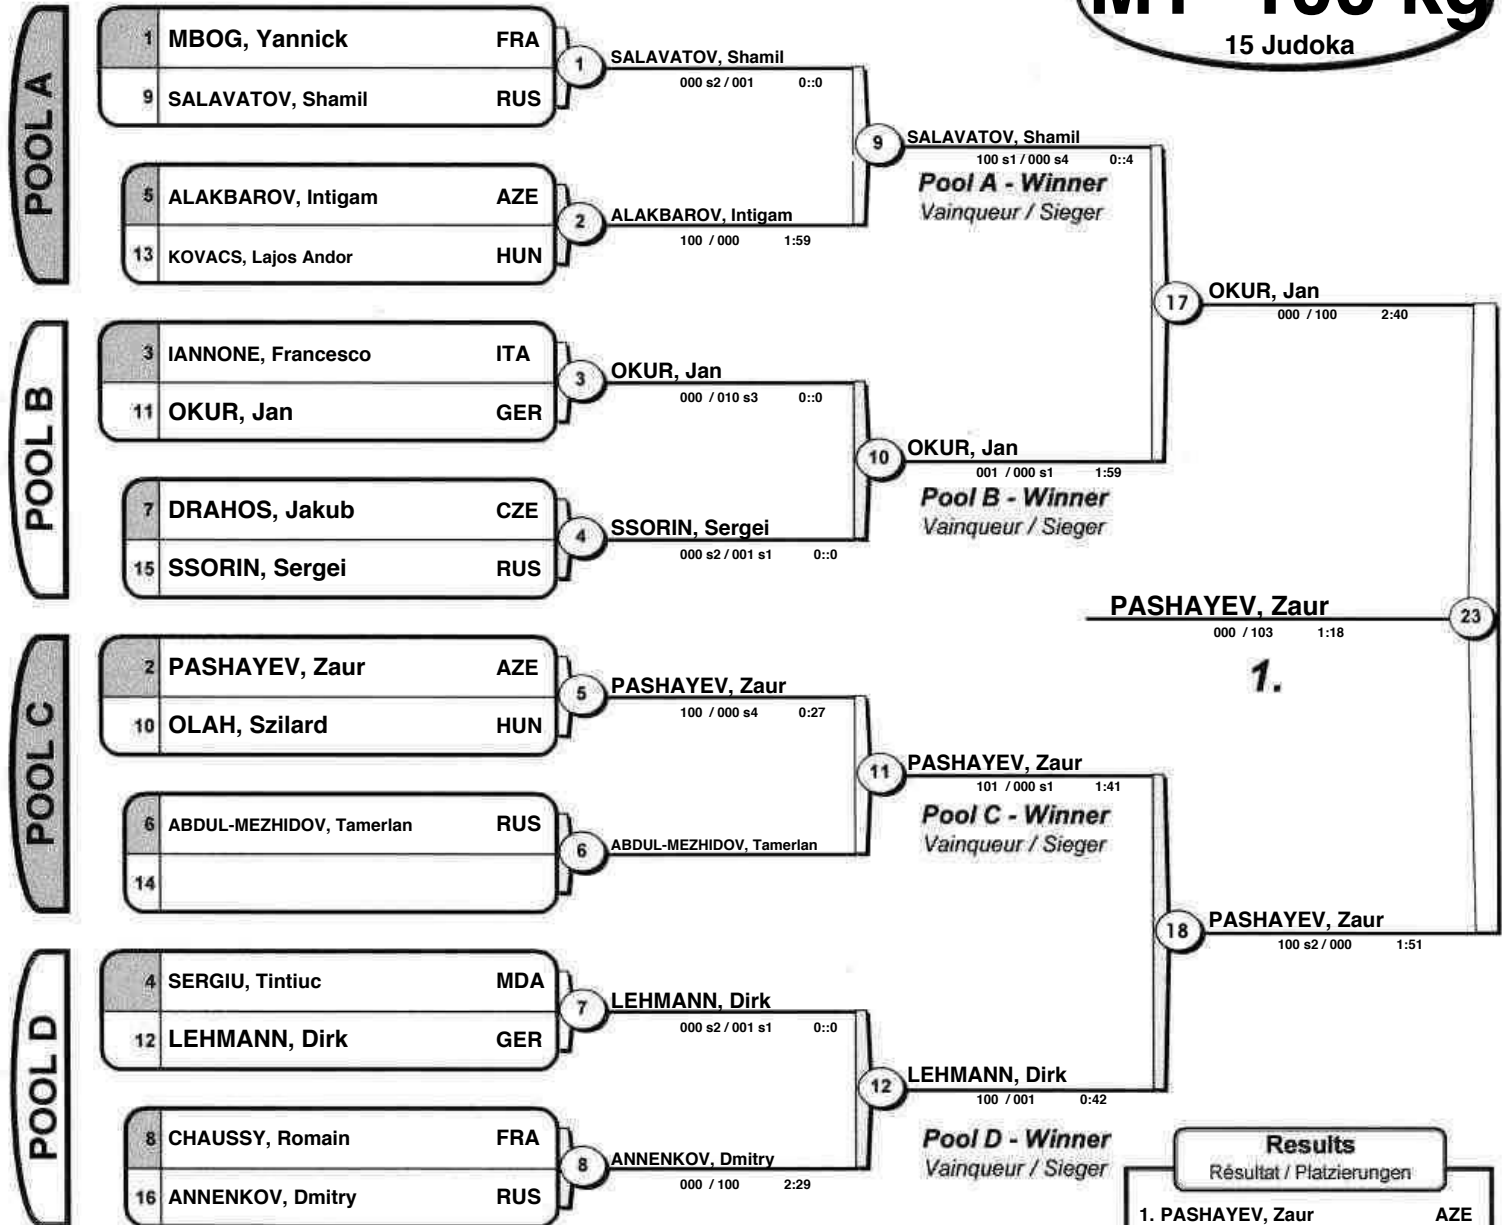 M1 -100 kg
15 Judoka
POOL A
1 MBOG, Yannick FRA
9 SALAVATOV, Shamil RUS
1
SALAVATOV, Shamil
000 s2 / 001 0::0
5 ALAKBAROV, Intigam AZE
13 KOVACS, Lajos Andor HUN
2
ALAKBAROV, Intigam
100 / 000 1:59
9
SALAVATOV, Shamil
100 s1 / 000 s4 0::4
Pool A - Winner
Vainqueur / Sieger
POOL B
3 IANNONE, Francesco ITA
11 OKUR, Jan GER
3
OKUR, Jan
000 / 010 s3 0::0
7 DRAHOS, Jakub CZE
15 SSORIN, Sergei RUS
4
SSORIN, Sergei
000 s2 / 001 s1 0::0
10
OKUR, Jan
001 / 000 s1 1:59
Pool B - Winner
Vainqueur / Sieger
17
OKUR, Jan
000 / 100 2:40
PASHAYEV, Zaur
000 / 103 1:18
23
1.
POOL C
2 PASHAYEV, Zaur AZE
10 OLAH, Szilard HUN
5
PASHAYEV, Zaur
100 / 000 s4 0:27
6 ABDUL-MEZHIDOV, Tamerlan RUS
14
6
ABDUL-MEZHIDOV, Tamerlan
11
PASHAYEV, Zaur
101 / 000 s1 1:41
Pool C - Winner
Vainqueur / Sieger
18
PASHAYEV, Zaur
100 s2 / 000 1:51
POOL D
4 SERGIU, Tintiuc MDA
12 LEHMANN, Dirk GER
7
LEHMANN, Dirk
000 s2 / 001 s1 0::0
8 CHAUSSY, Romain FRA
16 ANNENKOV, Dmitry RUS
8
ANNENKOV, Dmitry
000 / 100 2:29
12
LEHMANN, Dirk
100 / 001 0:42
Pool D - Winner
Vainqueur / Sieger
Results
Résultat / Platzierungen
1. PASHAYEV, Zaur AZE